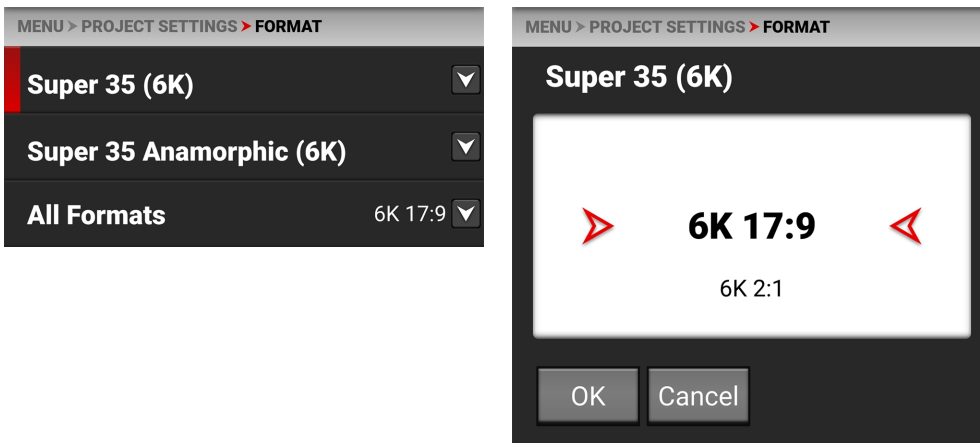 MENU > PROJECT SETTINGS > FORMAT
Super 35 (6K)
Super 35 Anamorphic (6K)
All Formats 6K 17:9
MENU > PROJECT SETTINGS > FORMAT
Super 35 (6K)
6K 17:9
6K 2:1
OK Cancel